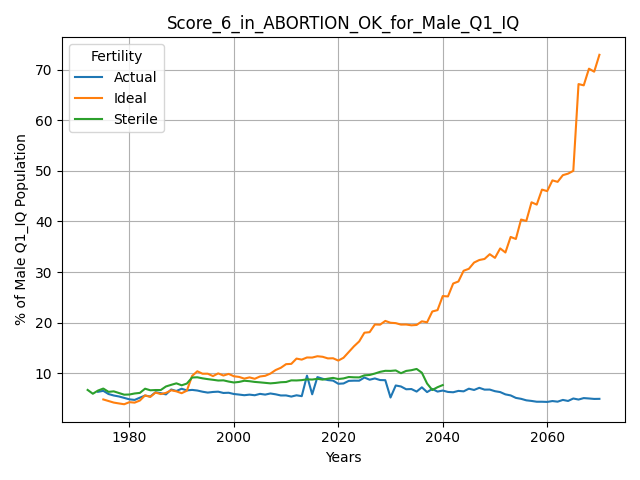 Score_6_in_ABORTION_OK_for_Male_Q1_IQ
Fertility
Actual
Ideal
Sterile
% of Male Q1_IQ Population
70
60
50
40
30
20
10
1980 2000 2020 2040 2060
Years